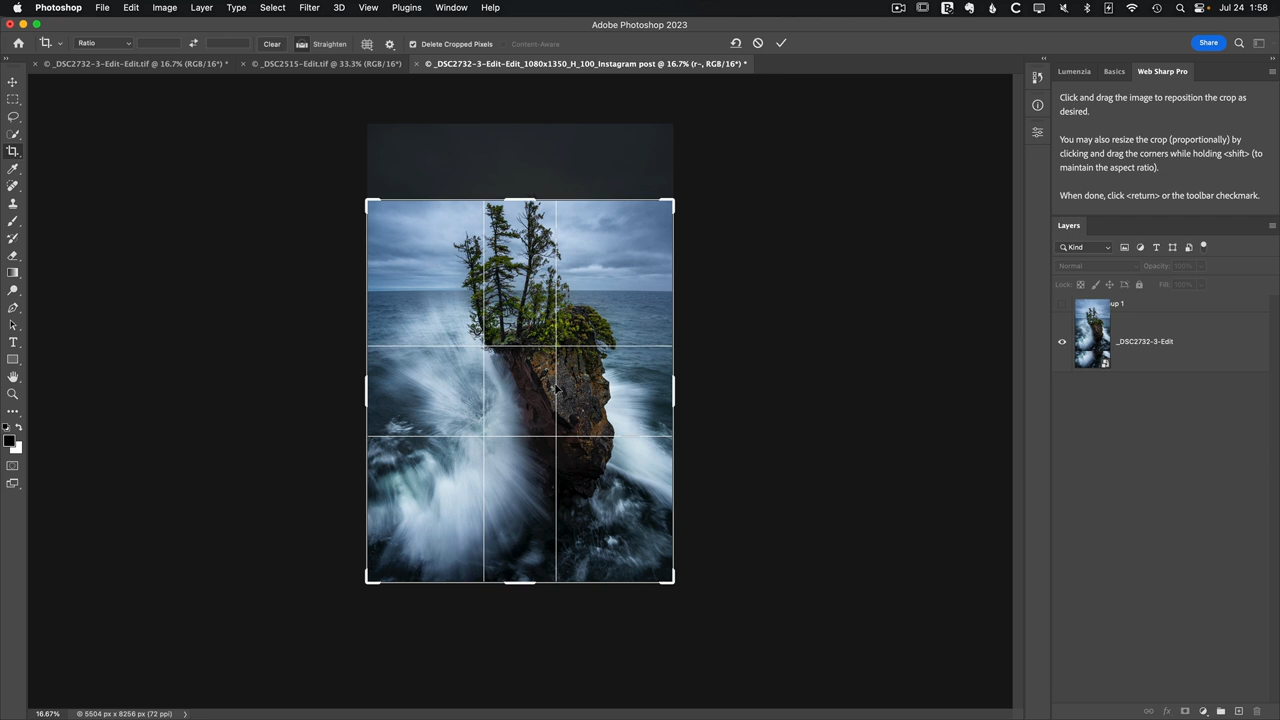 Photoshop File Edit Image Layer Type Select Filter 3D View Plugins Window Help Jul 24 1:58
Adobe Photoshop 2023
Ratio Clear Straighten Delete Cropped Pixels Content-Aware Share
× © _DSC2732-3-Edit-Edit.tif @ 16.7% (RGB/16*) * × © _DSC2515-Edit.tif @ 33.3% (RGB/16*) × © _DSC2732-3-Edit-Edit_1080x1350_H_100_Instagram post @ 16.7% (r~, RGB/16*) *
Lumenzia Basics Web Sharp Pro
Click and drag the image to reposition the crop as
desired.
You may also resize the crop (proportionally) by
clicking and drag the corners while holding <shift> (to
maintain the aspect ratio).
When done, click <return> or the toolbar checkmark.
Layers
Kind
Normal Opacity: 100%
Lock: Fill: 100%
up 1
_DSC2732-3-Edit
16.67% © 5504 px x 8256 px (72 ppi)